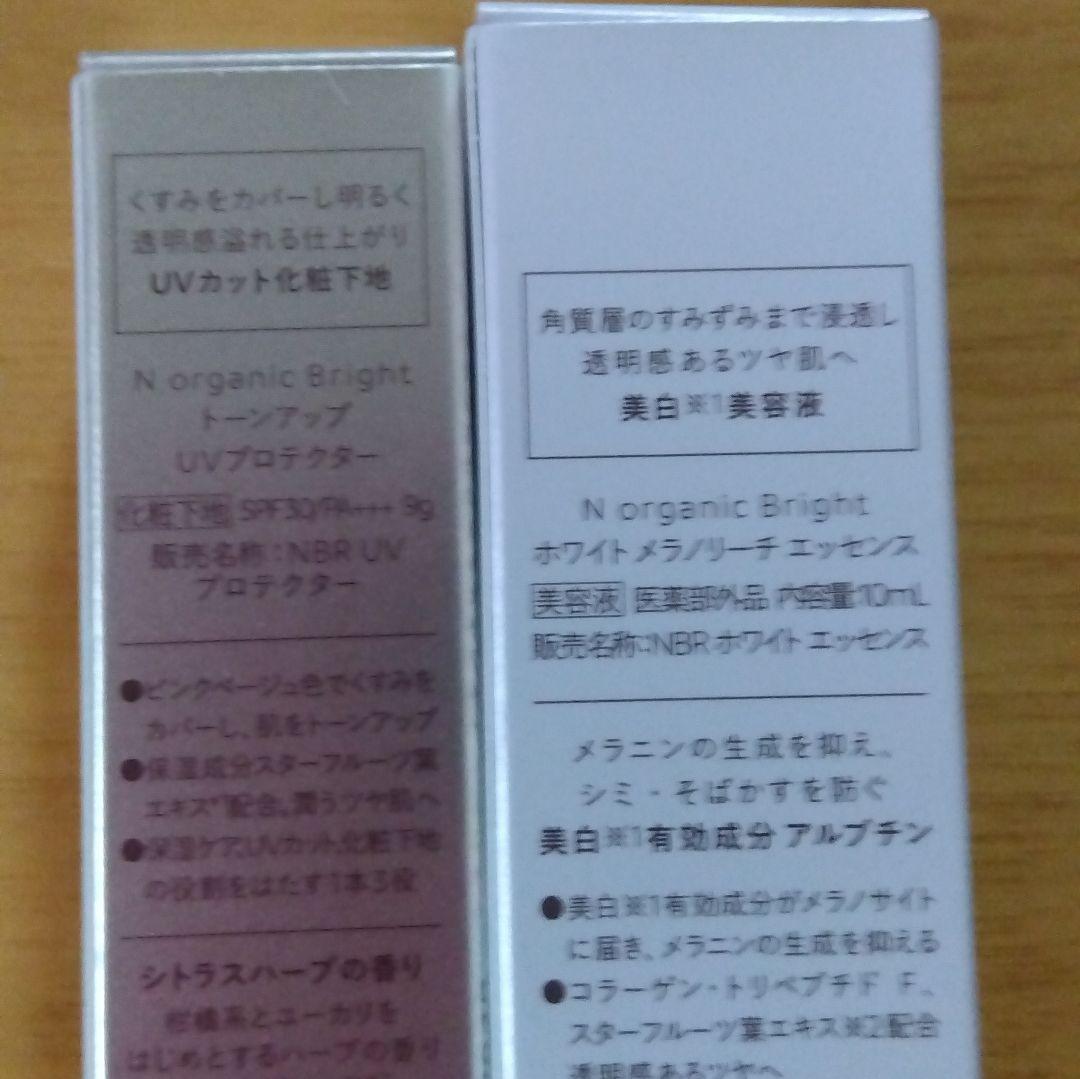 くすみをカバーし明るく
透明感溢れる仕上がり
UVカット化粧下地
N organic Bright
トーンアップ
UVプロテクター
化粧下地 SPF30/PA+++ 9g
販売名称：NBR UV
プロテクター
●ピンクベージュ色でくすみを
カバーし、肌をトーンアップ
●保湿成分スターフルーツ葉
エキス*¹配合。潤うツヤ肌へ
●保湿ケア、UVカット、化粧下地
の役割をはたす1本3役
シトラスハーブの香り
柑橘系とユーカリを
はじめとするハーブの香り
角質層のすみずみまで浸透し
透明感あるツヤ肌へ
美白※1美容液
N organic Bright
ホワイト メラノリーチ エッセンス
美容液 医薬部外品 内容量10mL
販売名称：NBR ホワイト エッセンス
メラニンの生成を抑え、
シミ・そばかすを防ぐ
美白※1有効成分 アルブチン
●美白※1有効成分がメラノサイト
に届き、メラニンの生成を抑える
●コラーゲン・トリペプチド F、
スターフルーツ葉エキス※2配合
透明感あるツヤへ